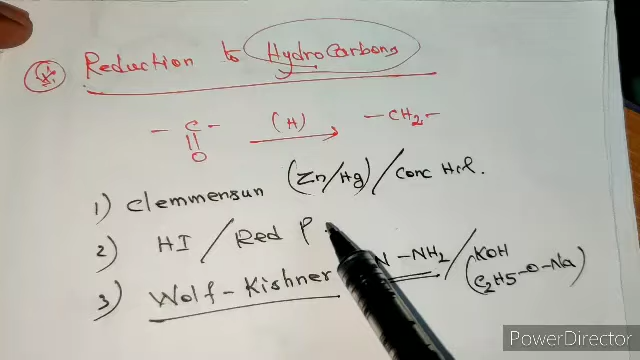 Reduction to Hydrocarbons
- C - (H) → - CH2 -
||
O
1) Clemmensun (Zn/Hg) / Conc HCl.
2) HI / Red P
3) Wolf - Kishner N - NH2 / KOH
(C2H5 - O - Na)
PowerDirector